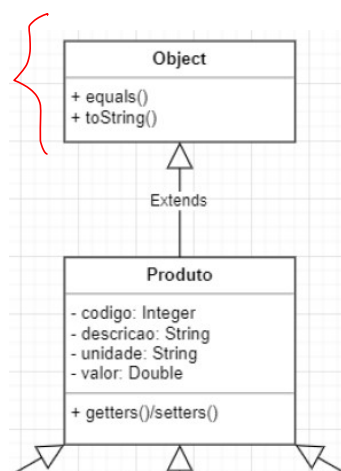 Object
+ equals()
+ toString()
Extends
Produto
- codigo: Integer
- descricao: String
- unidade: String
- valor: Double
+ getters()/setters()